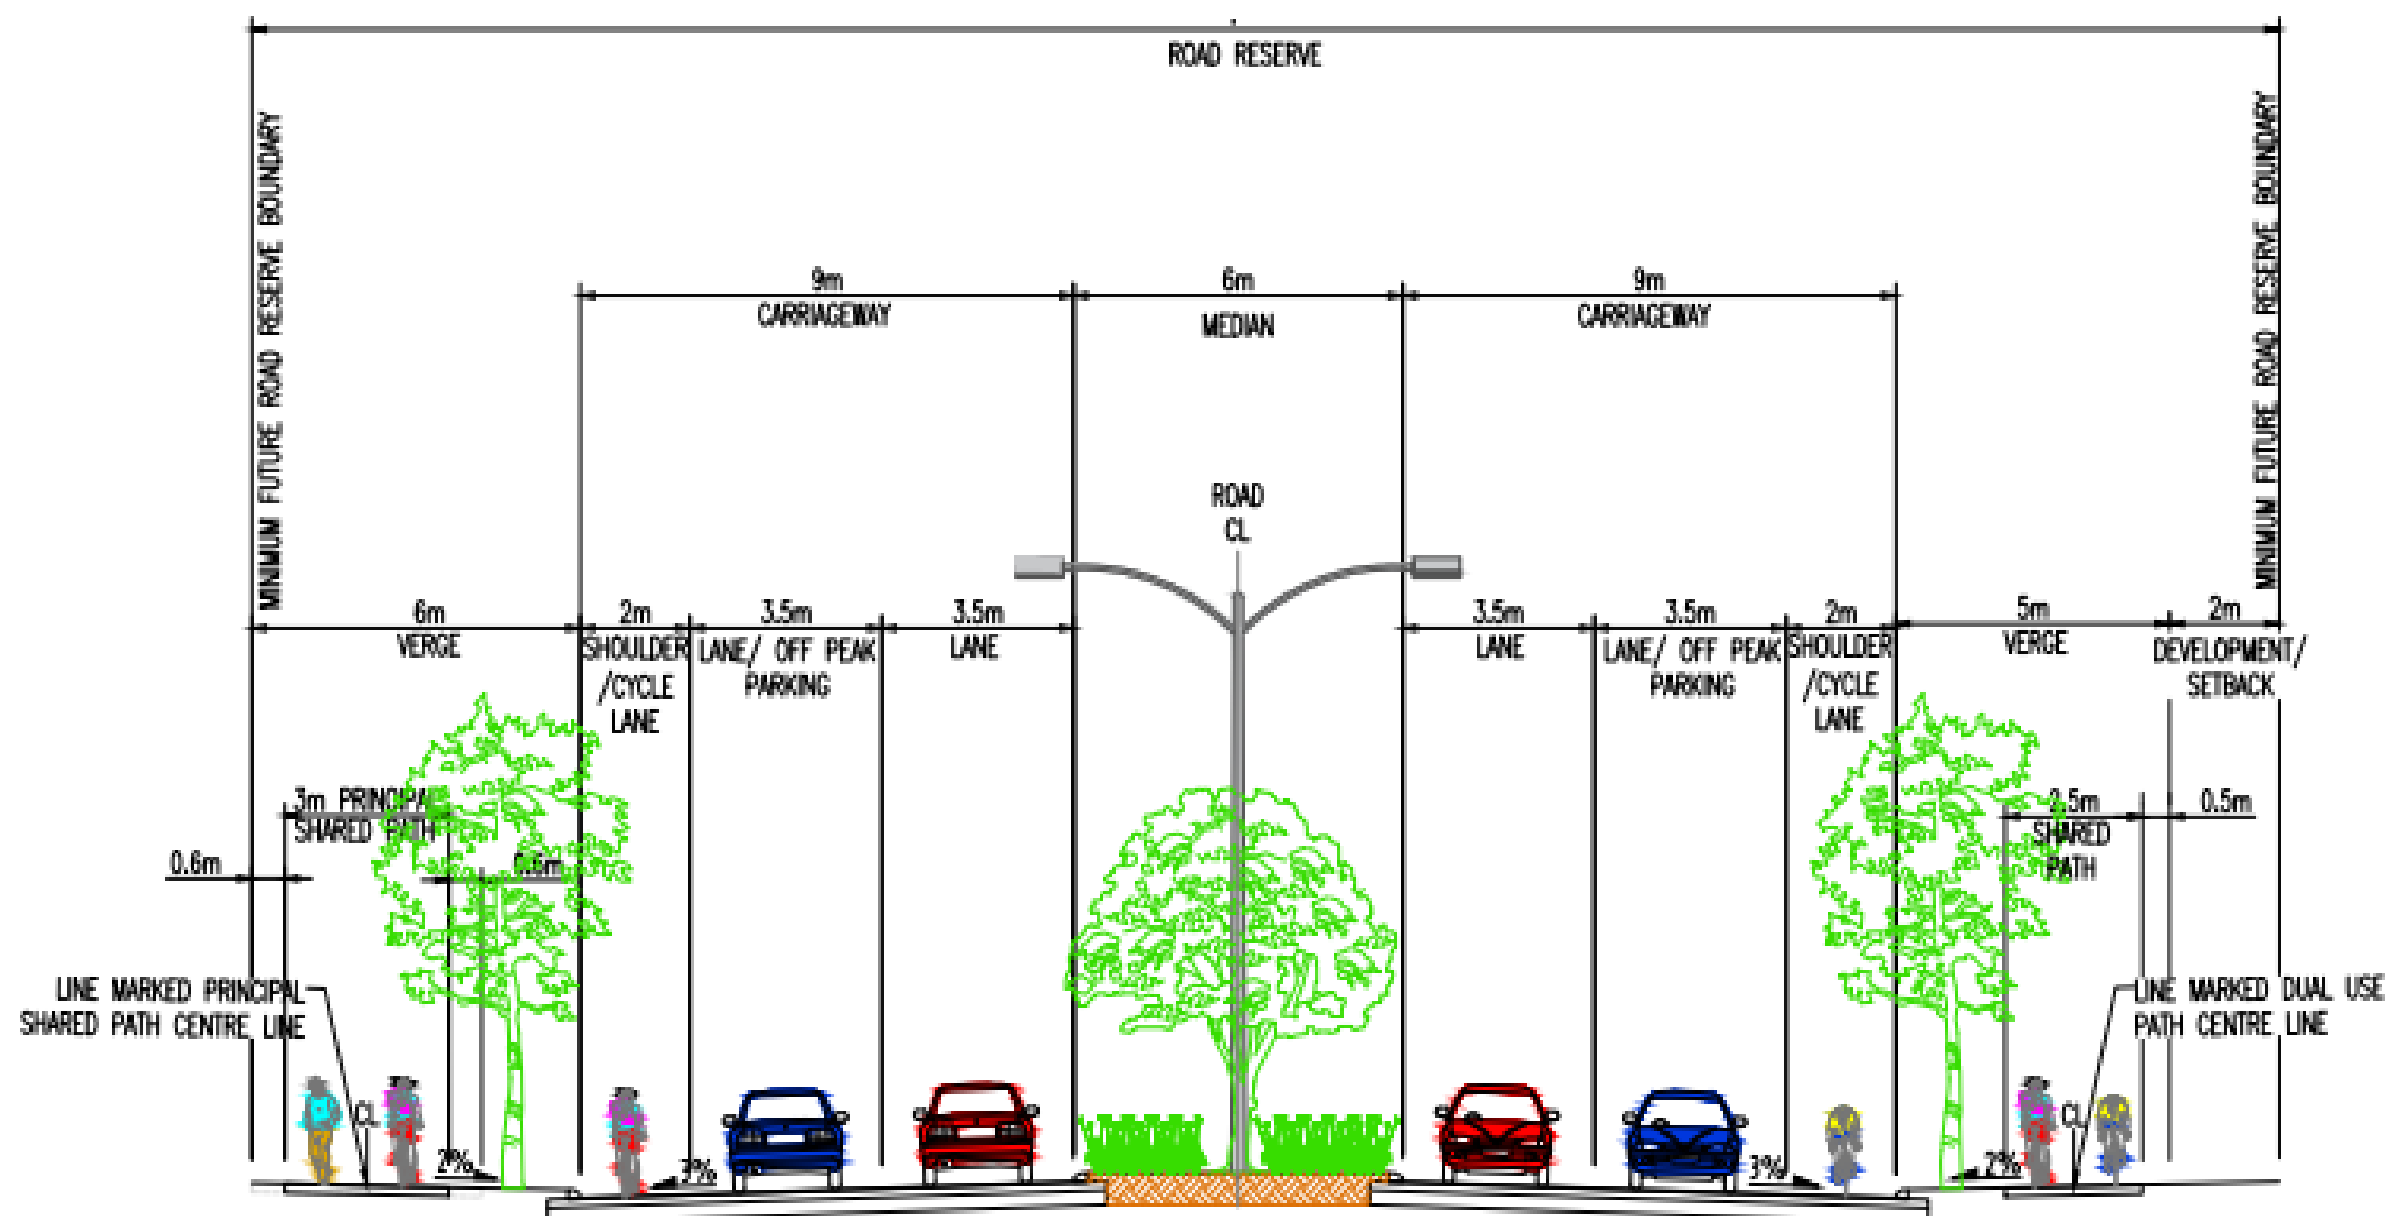 ROAD RESERVE
MINIMUM FUTURE ROAD RESERVE BOUNDARY
MINIMUM FUTURE ROAD RESERVE BOUNDARY
9m
CARRIAGEWAY
6m
MEDIAN
9m
CARRIAGEWAY
ROAD
CL
6m
VERGE
2m
SHOULDER
/CYCLE
LANE
3.5m
LANE/ OFF PEAK
PARKING
3.5m
LANE
3.5m
LANE
3.5m
LANE/ OFF PEAK
PARKING
2m
SHOULDER
/CYCLE
LANE
5m
VERGE
2m
DEVELOPMENT/
SETBACK
3m PRINCIPAL
SHARED PATH
0.6m
0.6m
2.5m
SHARED
PATH
0.5m
LINE MARKED PRINCIPAL
SHARED PATH CENTRE LINE
LINE MARKED DUAL USE
PATH CENTRE LINE
CL
2%
3%
3%
2%
CL